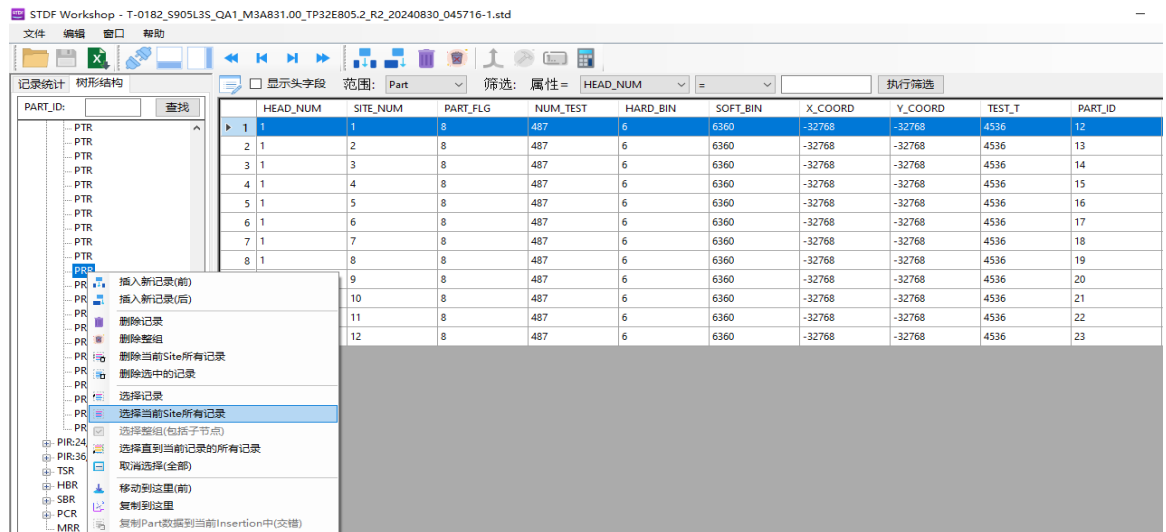 STDF Workshop - T-0182_S905L3S_QA1_M3A831.00_TP32E805.2_R2_20240830_045716-1.std
文件 编辑 窗口 帮助
记录统计 树形结构 显示头字段 范围: Part 筛选: 属性= HEAD_NUM = 执行筛选
PART_ID: 查找
HEAD_NUM SITE_NUM PART_FLG NUM_TEST HARD_BIN SOFT_BIN X_COORD Y_COORD TEST_T PART_ID
PTR 1 1 1 8 487 6 6360 -32768 -32768 4536 12
PTR 2 1 2 8 487 6 6360 -32768 -32768 4536 13
PTR 3 1 3 8 487 6 6360 -32768 -32768 4536 14
PTR 4 1 4 8 487 6 6360 -32768 -32768 4536 15
PTR 5 1 5 8 487 6 6360 -32768 -32768 4536 16
PTR 6 1 6 8 487 6 6360 -32768 -32768 4536 17
PTR 7 1 7 8 487 6 6360 -32768 -32768 4536 18
PTR 8 1 8 8 487 6 6360 -32768 -32768 4536 19
PTR
PTR
9 8 487 6 6360 -32768 -32768 4536 20
10 8 487 6 6360 -32768 -32768 4536 21
11 8 487 6 6360 -32768 -32768 4536 22
12 8 487 6 6360 -32768 -32768 4536 23
PRR
PR 插入新记录(前)
PR 插入新记录(后)
PR 删除记录
PR 删除整组
PR 删除当前Site所有记录
PR 删除选中的记录
PR 选择记录
PR 选择当前Site所有记录
PR 选择整组(包括子节点)
PIR:24, 选择直到当前记录的所有记录
PIR:36, 取消选择(全部)
TSR
HBR 移动到这里(前)
SBR 复制到这里
PCR 复制Part数据到当前Insertion中(交错)
MRR